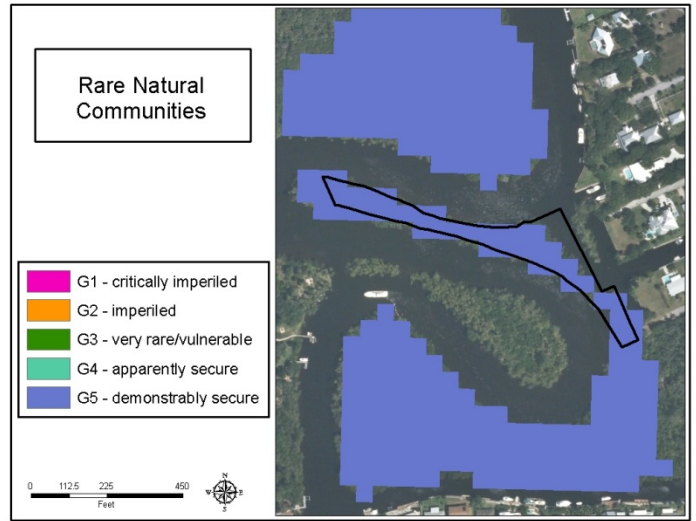 Rare Natural
Communities
G1 - critically imperiled
G2 - imperiled
G3 - very rare/vulnerable
G4 - apparently secure
G5 - demonstrably secure
0 112.5 225 450
Feet
N
W E
S